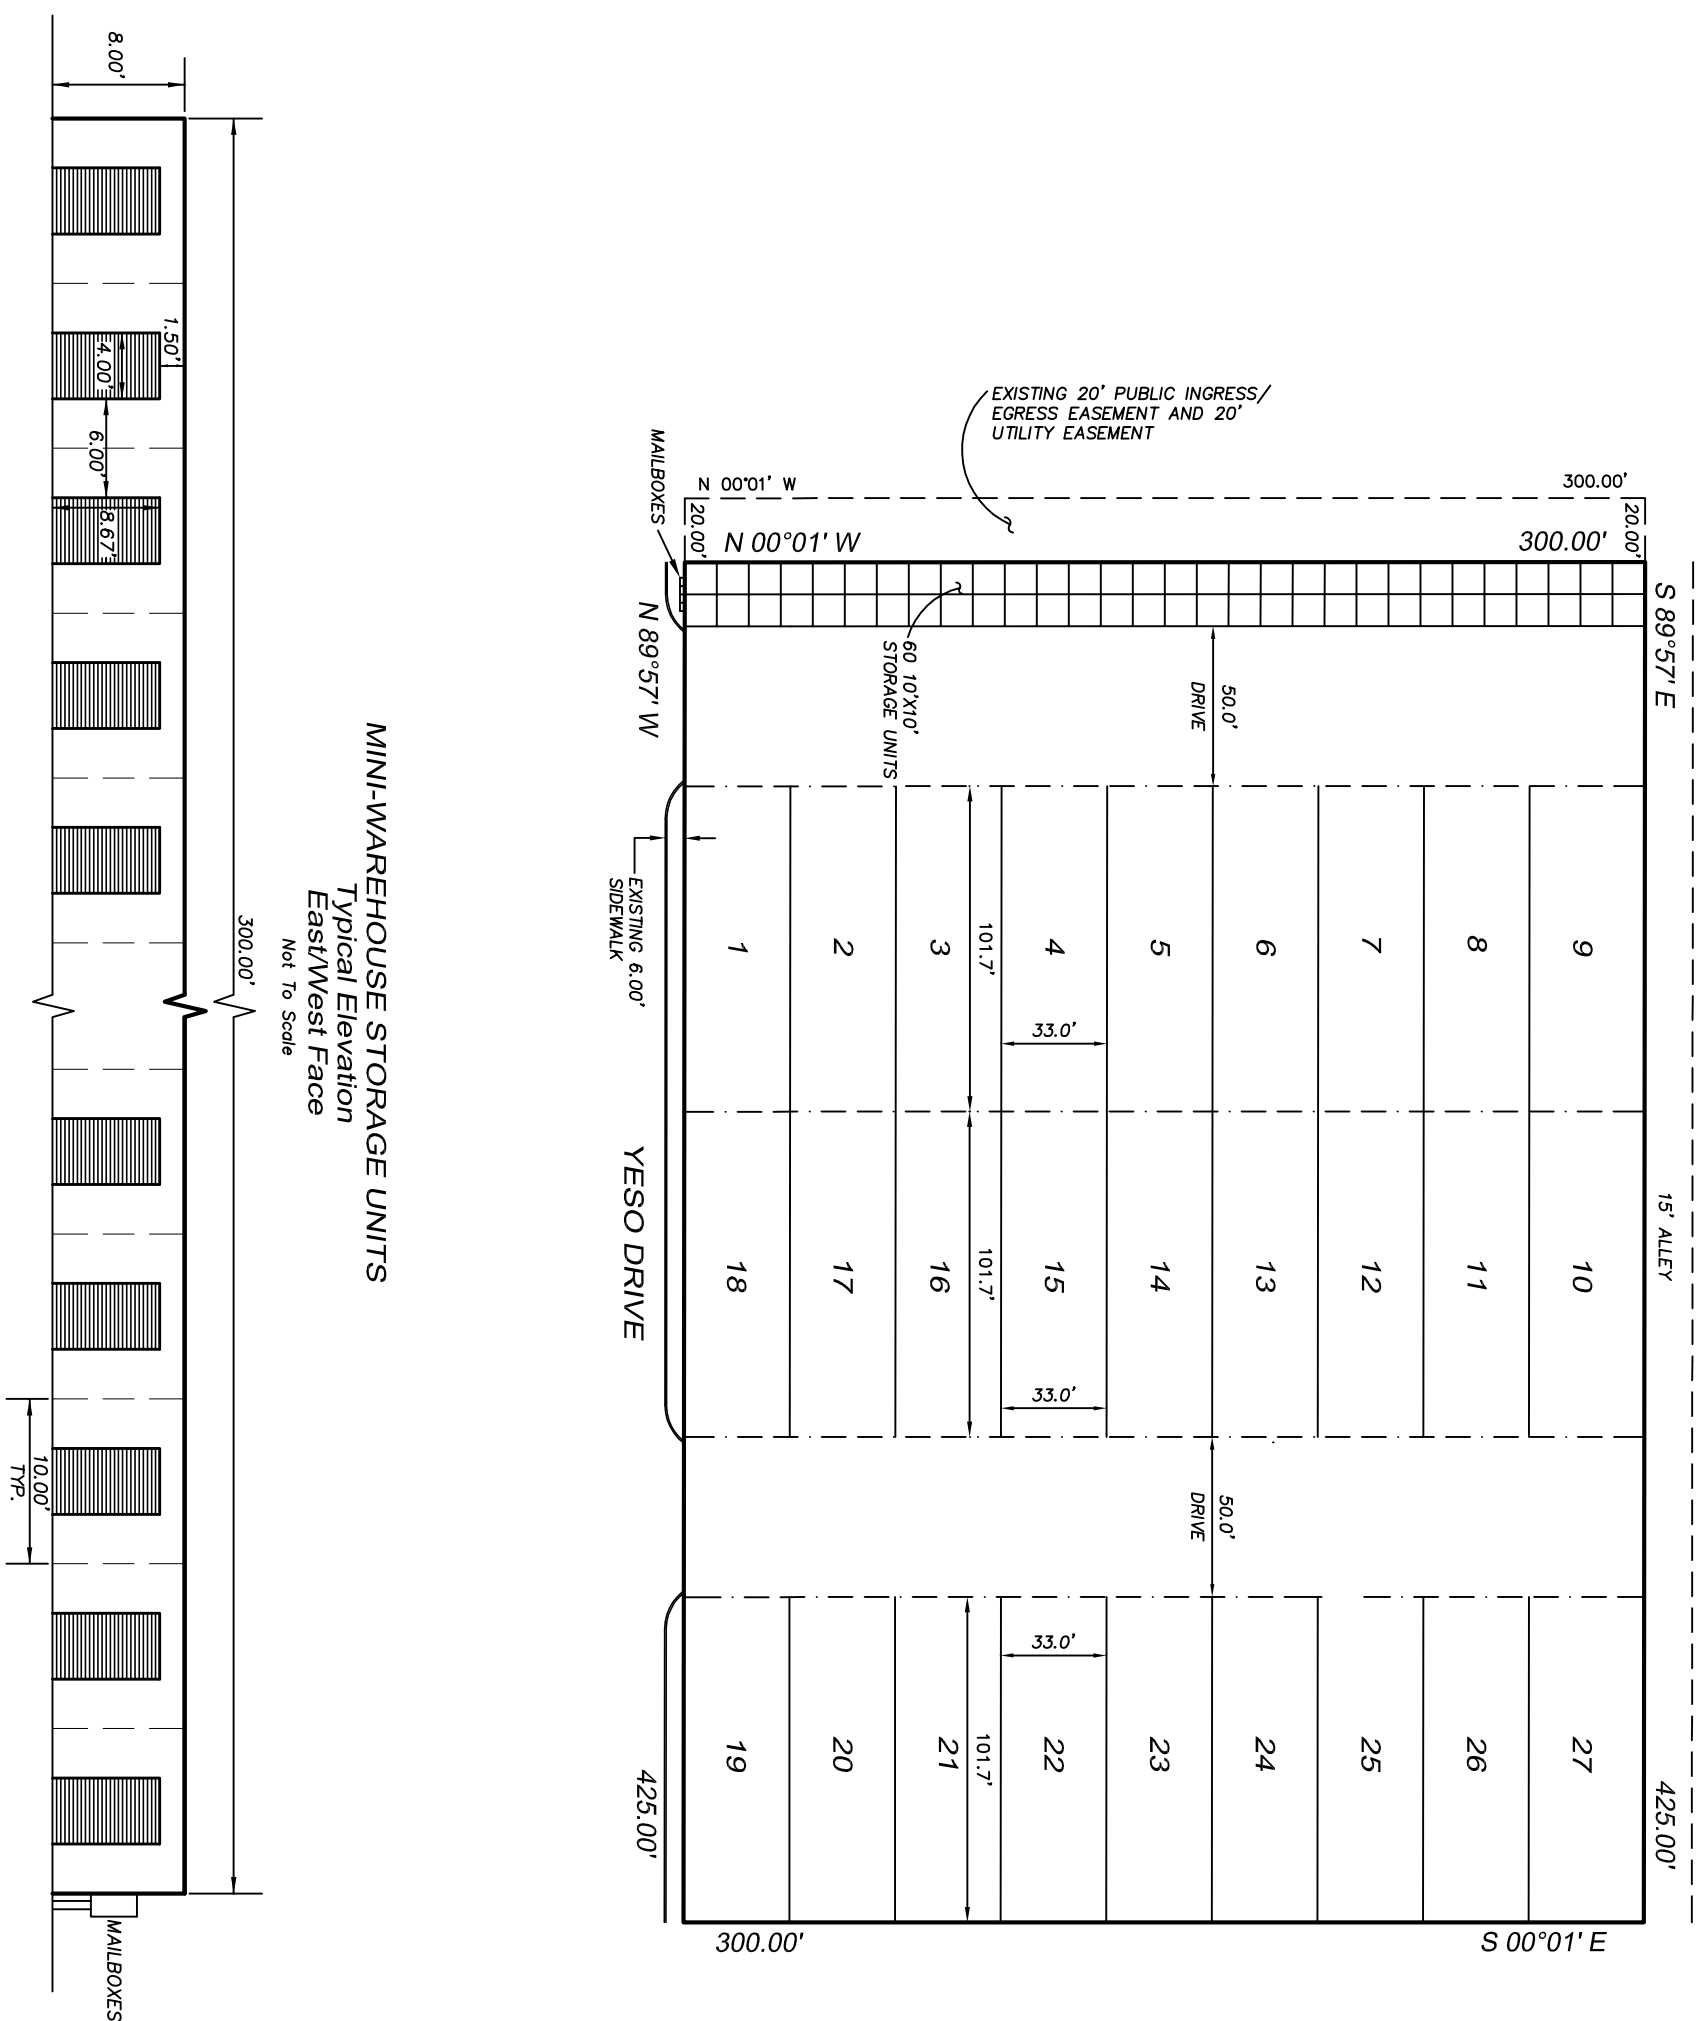 8.00'
1.50'
4.00'
6.00'
8.67'
300.00'
10.00'
TYP.
MAILBOXES
MINI-WAREHOUSE STORAGE UNITS
Typical Elevation
East/West Face
Not To Scale
EXISTING 20' PUBLIC INGRESS/
EGRESS EASEMENT AND 20'
UTILITY EASEMENT
MAILBOXES
N 00°01' W
300.00'
20.00'
20.00'
N 00°01' W
300.00'
S 89°57' E
N 89°57' W
60 10'X10'
STORAGE UNITS
50.0'
DRIVE
EXISTING 6.00'
SIDEWALK
1
2
3
4
5
6
7
8
9
101.7'
33.0'
15' ALLEY
YESO DRIVE
18
17
16
15
14
13
12
11
10
101.7'
33.0'
50.0'
DRIVE
33.0'
19
20
21
22
23
24
25
26
27
101.7'
425.00'
425.00'
300.00'
S 00°01' E